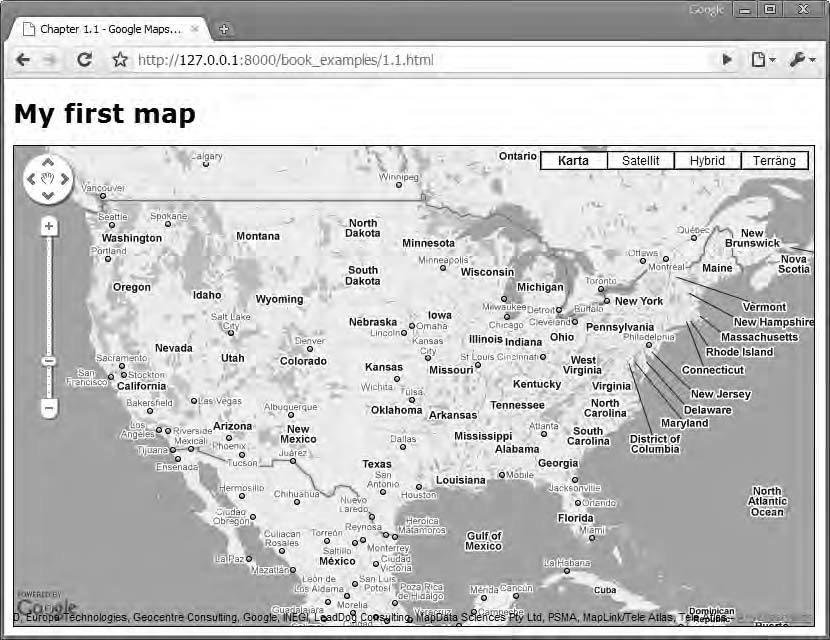 Google
Chapter 1.1 - Google Maps...
http://127.0.0.1:8000/book_examples/1.1.html
My first map
Karta
Satellit
Hybrid
Terräng
Ontario
Calgary
Winnipeg
Vancouver
Seattle
Spokane
Washington
Portland
Montana
North
Dakota
Minnesota
Minneapolis
Québec
New
Brunswick
Ottawa
Montréal
Maine
Nova
Scotia
Oregon
Idaho
Wyoming
South
Dakota
Wisconsin
Michigan
Toronto
New York
Vermont
New Hampshire
Massachusetts
Rhode Island
Connecticut
New Jersey
Delaware
Maryland
District of
Columbia
Salt Lake
City
Nebraska
Iowa
Omaha
Lincoln
Milwaukee
Detroit
Buffalo
Chicago
Cleveland
Pennsylvania
Philadelphia
Illinois
Indiana
Ohio
Nevada
Utah
Denver
Colorado
Kansas
City
Kansas
Missouri
St Louis
Cincinnati
West
Virginia
Virginia
Kentucky
Sacramento
Stockton
San
Francisco
California
Bakersfield
Las Vegas
Wichita
Tulsa
Oklahoma
Arkansas
Tennessee
North
Carolina
South
Carolina
Los
Angeles
Riverside
Mexicali
Tijuana
Ensenada
Arizona
Phoenix
Tucson
Albuquerque
New
Mexico
Juárez
Dallas
Texas
San
Antonio
Houston
Mississippi
Alabama
Atlanta
Georgia
Louisiana
Mobile
Jacksonville
Orlando
Florida
Miami
Hermosillo
Chihuahua
Ciudad
Obregón
Nuevo
Laredo
Reynosa
Heroica
Matamoros
Gulf of
Mexico
North
Atlantic
Ocean
Culiacan
Rosales
Torreón
Saltillo
Monterrey
México
Ciudad
Victoria
La Paz
Mazatlán
León de
Los Aldama
San Luis
Potosí
Poza Rica
de Hidalgo
Mérida
Cancún
La Habana
Cuba
Guadalajara
Morelia
Veracruz
Campeche
Dominican
Republic
POWERED BY
Google
D, Europa Technologies, Geocentre Consulting, Google, INEGI, LeadDog Consulting, MapData Sciences Pty Ltd, PSMA, MapLink/Tele Atlas, Tele Atlas -